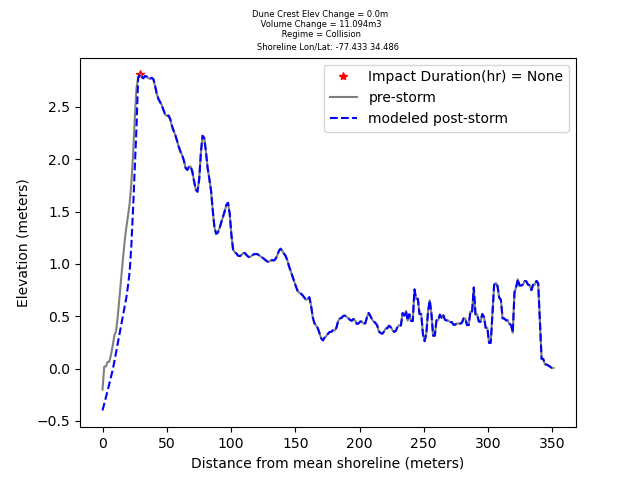 Dune Crest Elev Change = 0.0m
Volume Change = 11.094m3
Regime = Collision
Shoreline Lon/Lat: -77.433 34.486
Impact Duration(hr) = None
pre-storm
modeled post-storm
Elevation (meters)
2.5
2.0
1.5
1.0
0.5
0.0
−0.5
0 50 100 150 200 250 300 350
Distance from mean shoreline (meters)